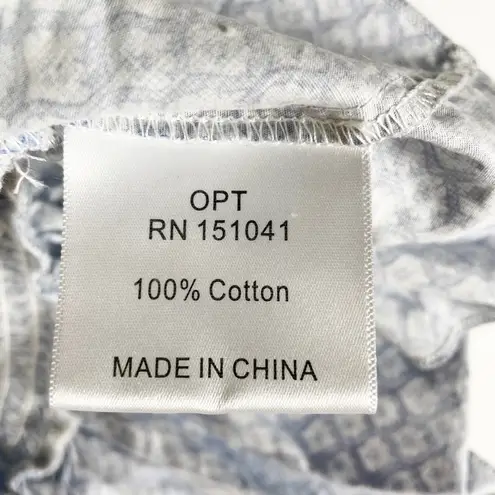 OPT
RN 151041
100% Cotton
MADE IN CHINA